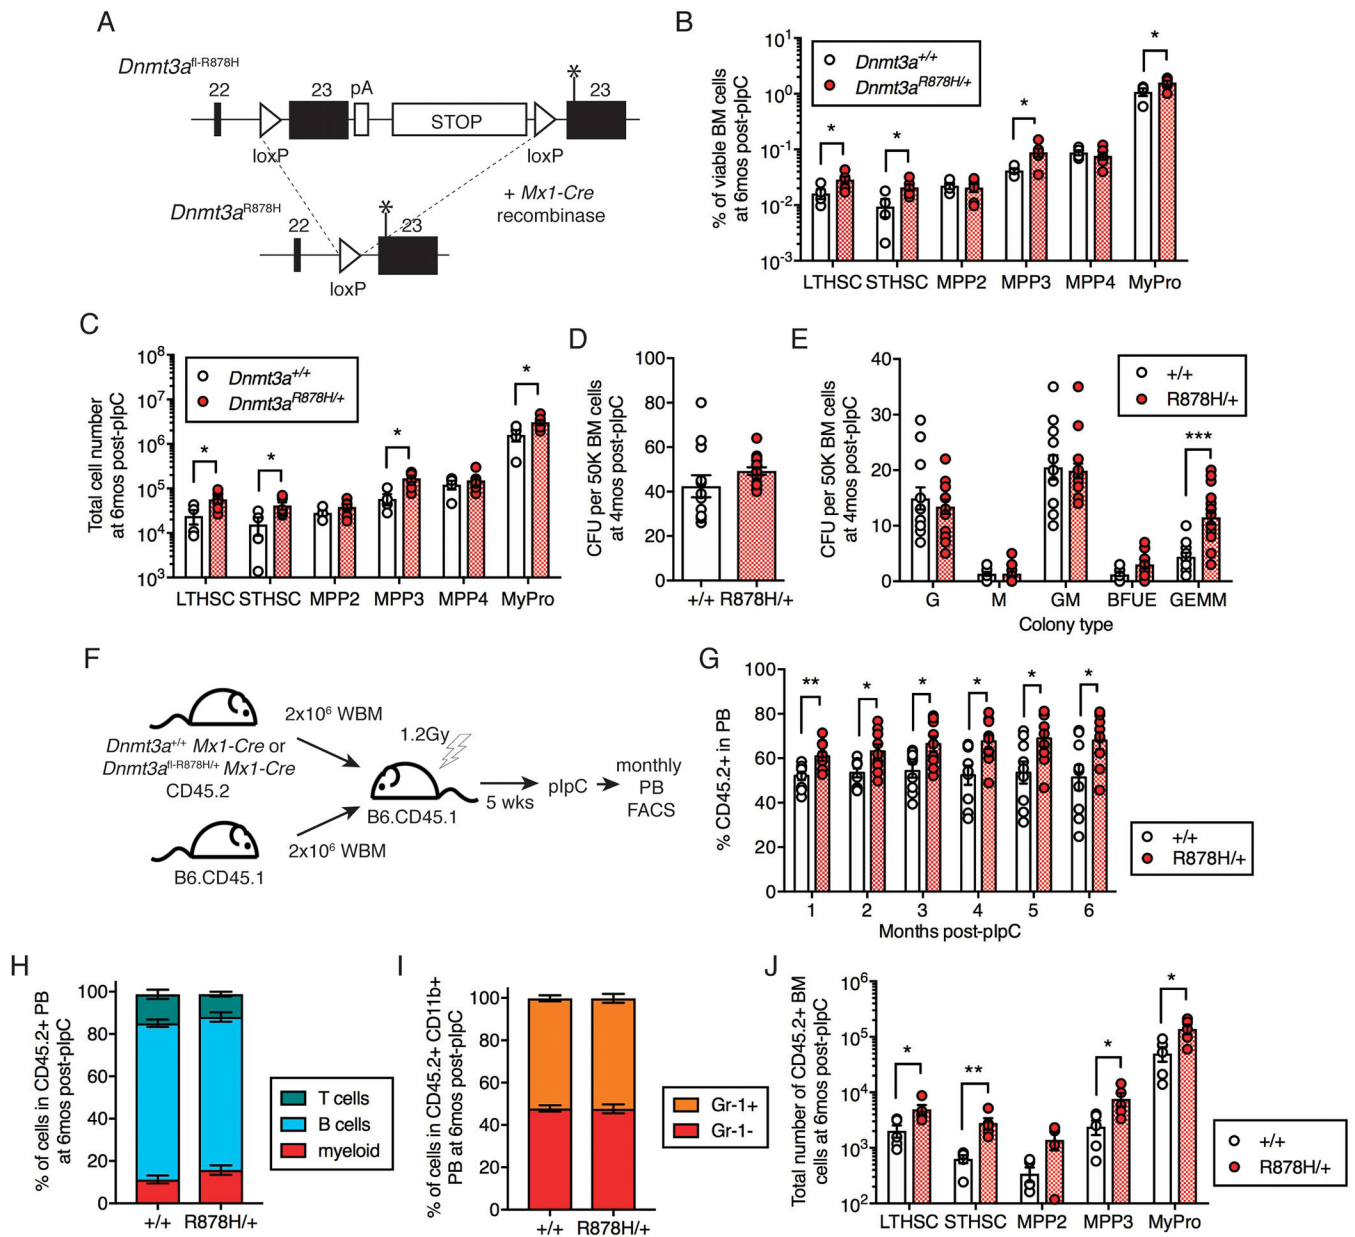 A
Dnmt3a^fl-R878H
22
23
pA
STOP
*
23
loxP
loxP
+ Mx1-Cre
recombinase
Dnmt3a^R878H
22
*
23
loxP
B
% of viable BM cells
at 6mos post-pIpC
10^1
10^0
10^-1
10^-2
10^-3
Dnmt3a^+/+
Dnmt3a^R878H/+
*
*
*
*
LTHSC STHSC MPP2 MPP3 MPP4 MyPro
C
Total cell number
at 6mos post-pIpC
10^8
10^7
10^6
10^5
10^4
10^3
Dnmt3a^+/+
Dnmt3a^R878H/+
*
*
*
*
LTHSC STHSC MPP2 MPP3 MPP4 MyPro
D
CFU per 50K BM cells
at 4mos post-pIpC
100
80
60
40
20
0
+/+ R878H/+
E
CFU per 50K BM cells
at 4mos post-pIpC
40
30
20
10
0
+/+
R878H/+
***
G M GM BFUE GEMM
Colony type
F
2x10^6 WBM
Dnmt3a^+/+ Mx1-Cre or
Dnmt3a^fl-R878H/+ Mx1-Cre
CD45.2
1.2Gy
B6.CD45.1
5 wks
pIpC
monthly
PB
FACS
2x10^6 WBM
B6.CD45.1
G
% CD45.2+ in PB
100
80
60
40
20
0
** * * * * *
1 2 3 4 5 6
Months post-pIpC
+/+
R878H/+
H
% of cells in CD45.2+ PB
at 6mos post-pIpC
100
80
60
40
20
0
+/+ R878H/+
T cells
B cells
myeloid
I
% of cells in CD45.2+ CD11b+
PB at 6mos post-pIpC
100
80
60
40
20
0
+/+ R878H/+
Gr-1+
Gr-1-
J
Total number of CD45.2+ BM
cells at 6mos post-pIpC
10^6
10^5
10^4
10^3
10^2
*
**
*
*
LTHSC STHSC MPP2 MPP3 MyPro
+/+
R878H/+